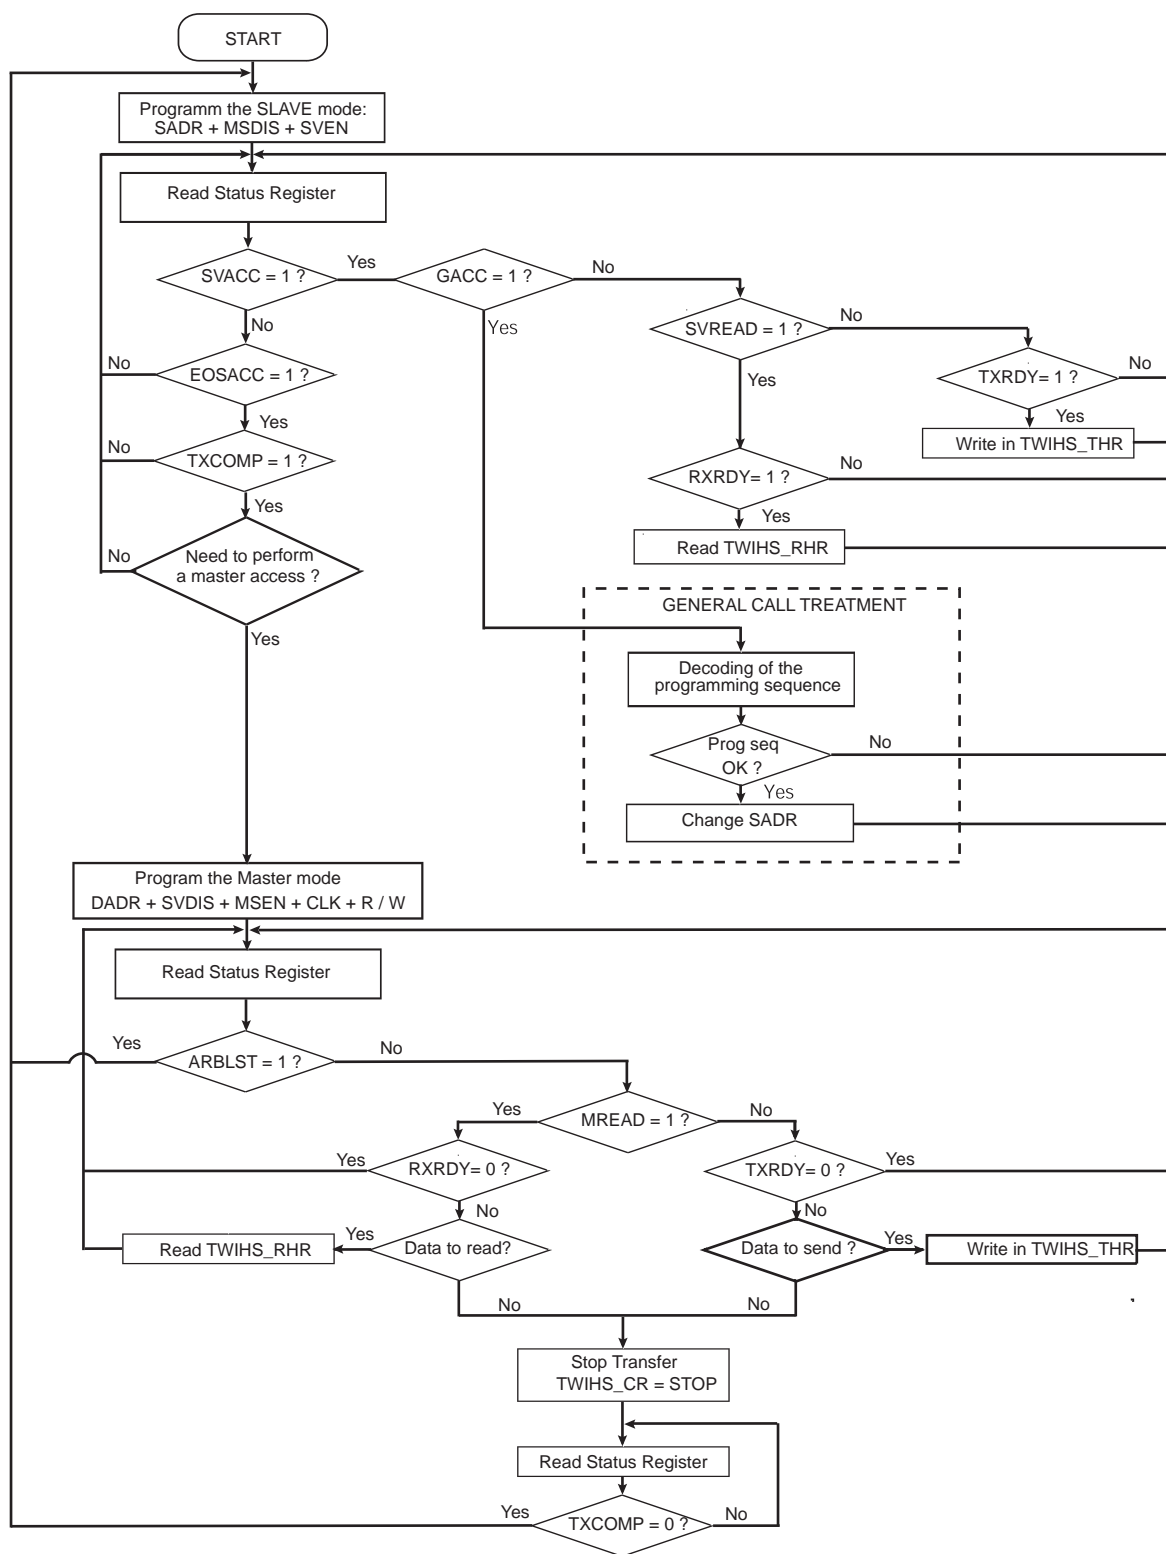 START
Programm the SLAVE mode:
SADR + MSDIS + SVEN
Read Status Register
SVACC = 1 ?
Yes
GACC = 1 ?
No
No
Yes
SVREAD = 1 ?
No
No
EOSACC = 1 ?
Yes
TXRDY= 1 ?
No
Yes
Yes
Write in TWIHS_THR
No
TXCOMP = 1 ?
RXRDY= 1 ?
No
Yes
Yes
No
Need to perform
a master access ?
Read TWIHS_RHR
GENERAL CALL TREATMENT
Yes
Decoding of the
programming sequence
Prog seq
OK ?
No
Yes
Change SADR
Program the Master mode
DADR + SVDIS + MSEN + CLK + R / W
Read Status Register
Yes
ARBLST = 1 ?
No
Yes
MREAD = 1 ?
No
Yes
RXRDY= 0 ?
TXRDY= 0 ?
Yes
No
No
Read TWIHS_RHR
Yes
Data to read?
Data to send ?
Yes
Write in TWIHS_THR
No
No
Stop Transfer
TWIHS_CR = STOP
Read Status Register
Yes
TXCOMP = 0 ?
No